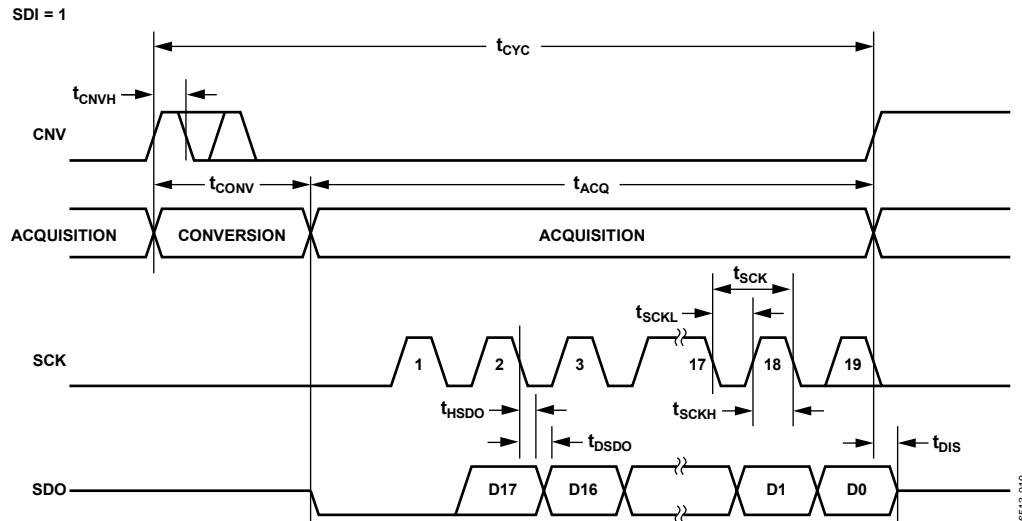 SDI = 1
tCYC
tCNVH
CNV
tCONV
tACQ
ACQUISITION CONVERSION ACQUISITION
tSCK
tSCKL
SCK 1 2 3 17 18 19
tHSDO
tSCKH
tDSDO
tDIS
SDO D17 D16 D1 D0